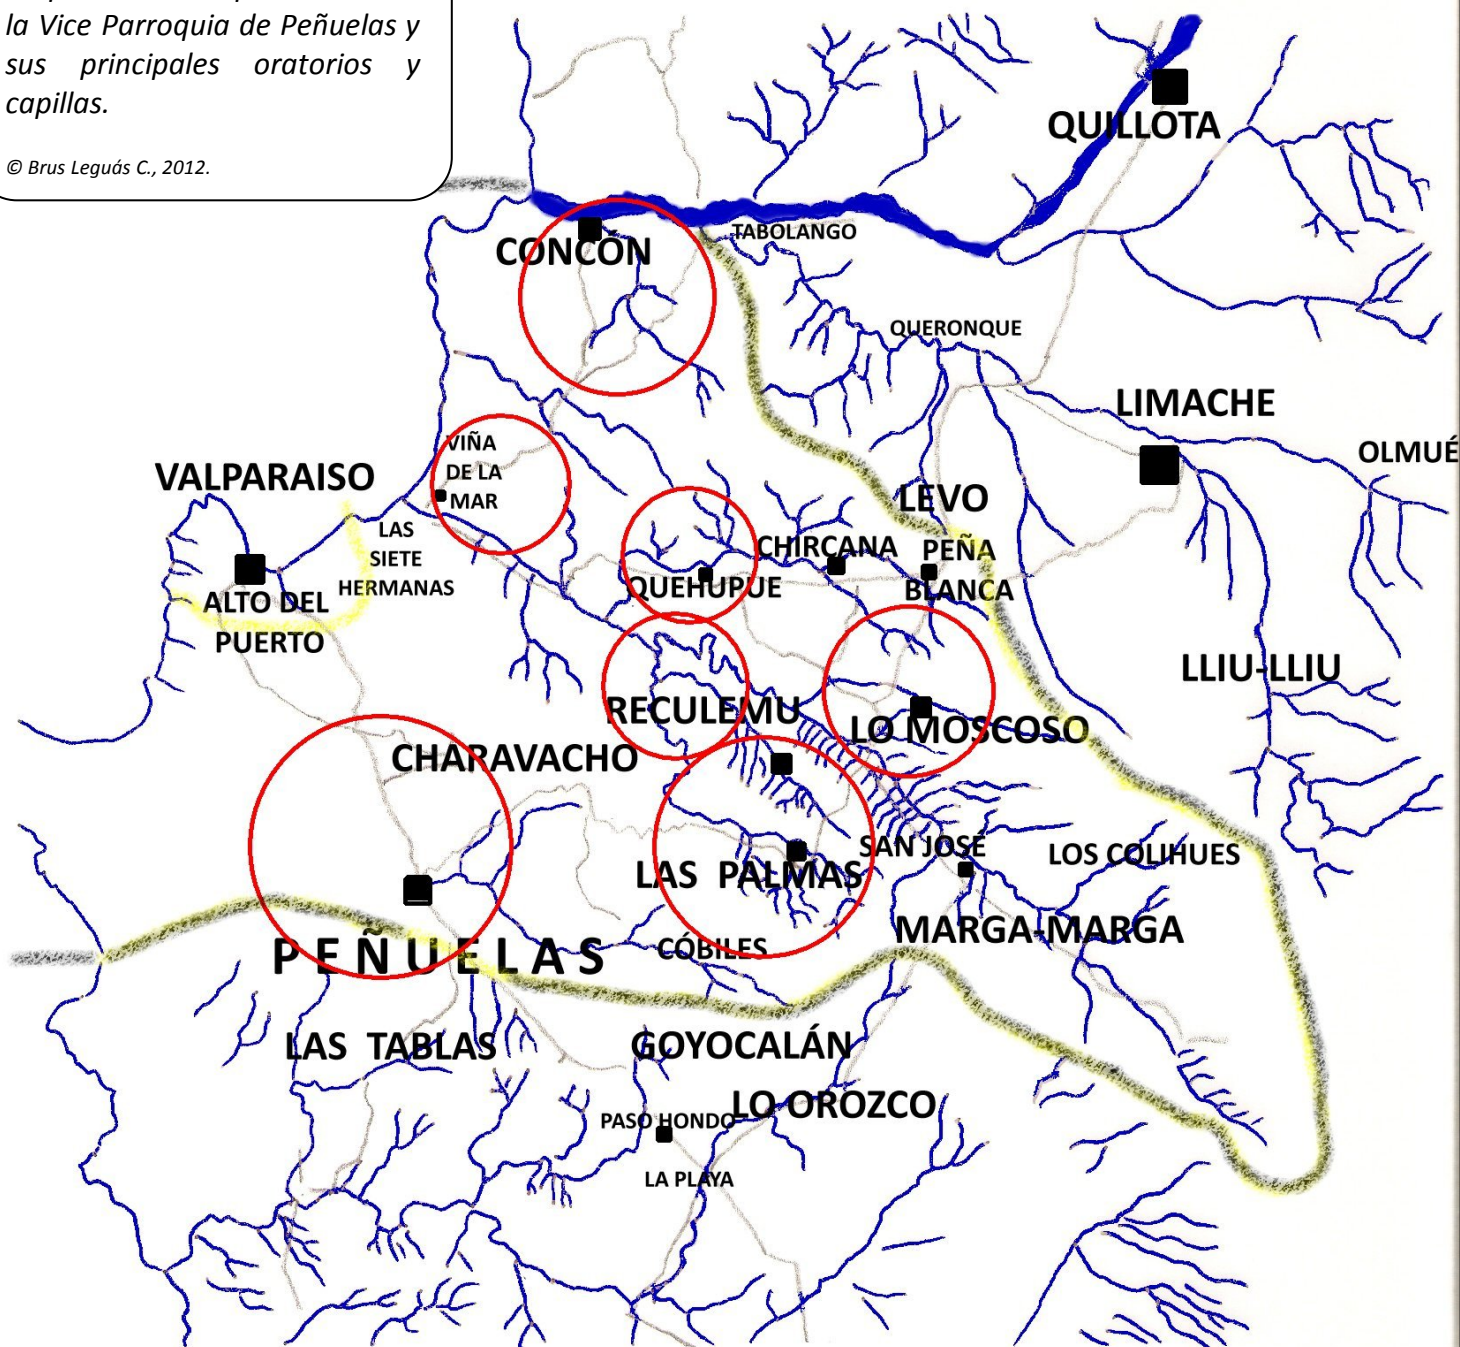 la Vice Parroquia de Peñuelas y
sus principales oratorios y
capillas.
© Brus Leguás C., 2012.
QUILLOTA
CONCÓN
TABOLANGO
QUERONQUE
LIMACHE
OLMUÉ
VIÑA
DE LA
MAR
VALPARAISO
LEVO
LAS
SIETE
HERMANAS
CHIRCANA
PEÑA
BLANCA
QUEHUPUE
ALTO DEL
PUERTO
LLIU-LLIU
RECULEMU
LO MOSCOSO
CHARAVACHO
SAN JOSÉ
LOS COLIHUES
LAS PALMAS
MARGA-MARGA
PEÑUELAS
CÓBILES
LAS TABLAS
GOYOCALÁN
LO OROZCO
PASO HONDO
LA PLAYA